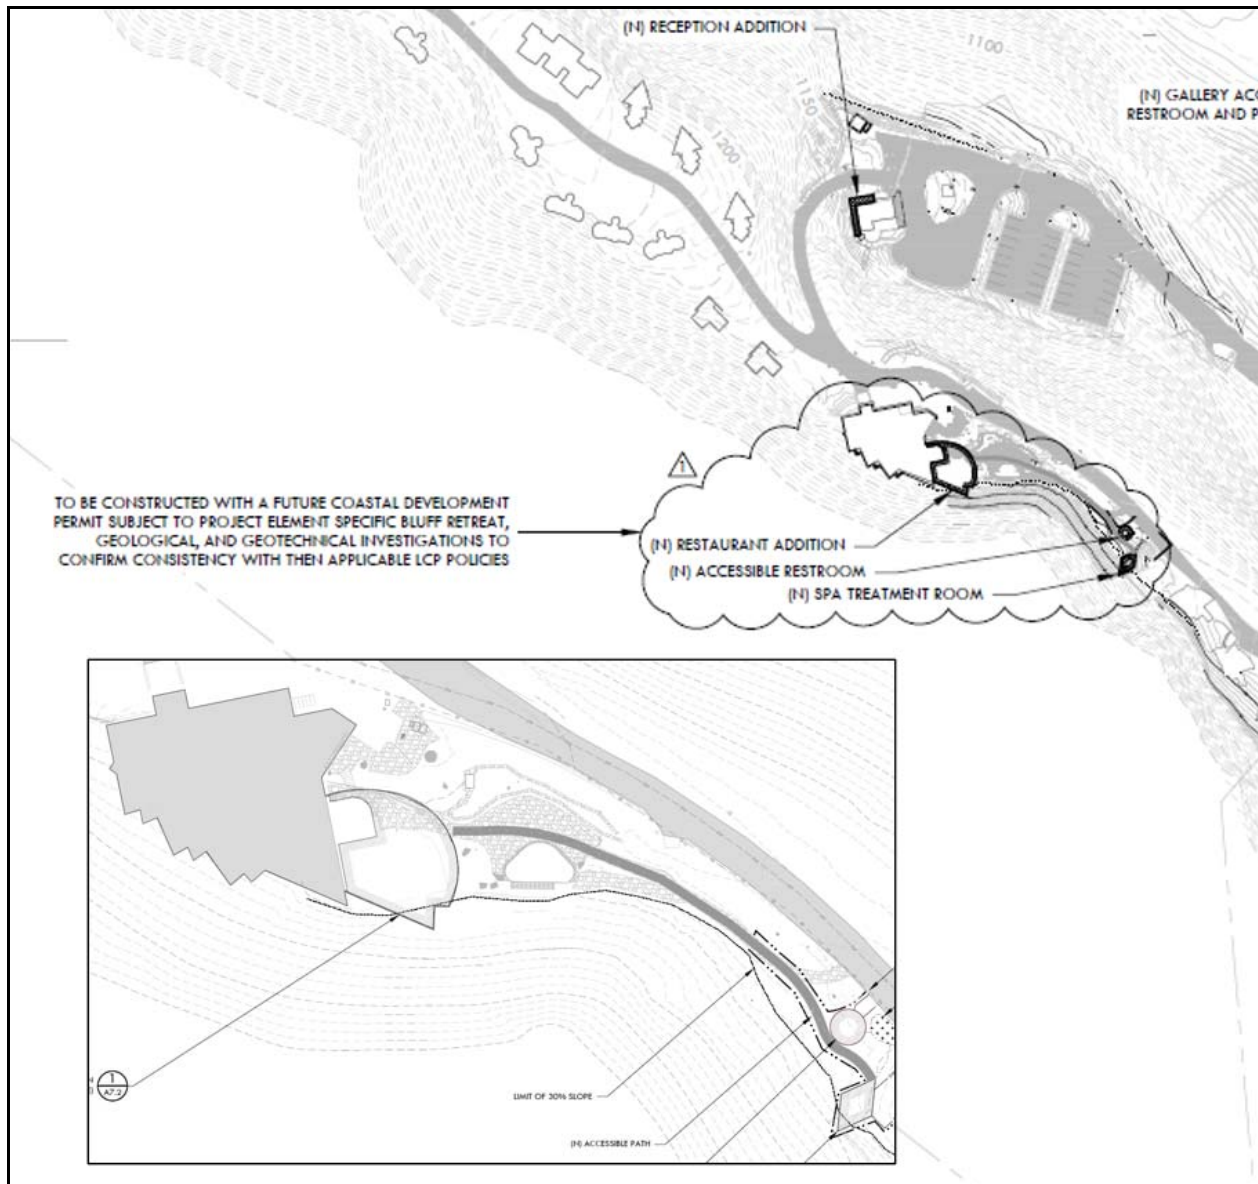 (N) RECEPTION ADDITION
1100
1150
(N) GALLERY AC
RESTROOM AND P
1200
1
TO BE CONSTRUCTED WITH A FUTURE COASTAL DEVELOPMENT
PERMIT SUBJECT TO PROJECT ELEMENT SPECIFIC BLUFF RETREAT,
GEOLOGICAL, AND GEOTECHNICAL INVESTIGATIONS TO
CONFIRM CONSISTENCY WITH THEN APPLICABLE LCP POLICIES
(N) RESTAURANT ADDITION
(N) ACCESSIBLE RESTROOM
(N) SPA TREATMENT ROOM
1
A7.2
LIMIT OF 30% SLOPE
(N) ACCESSIBLE PATH